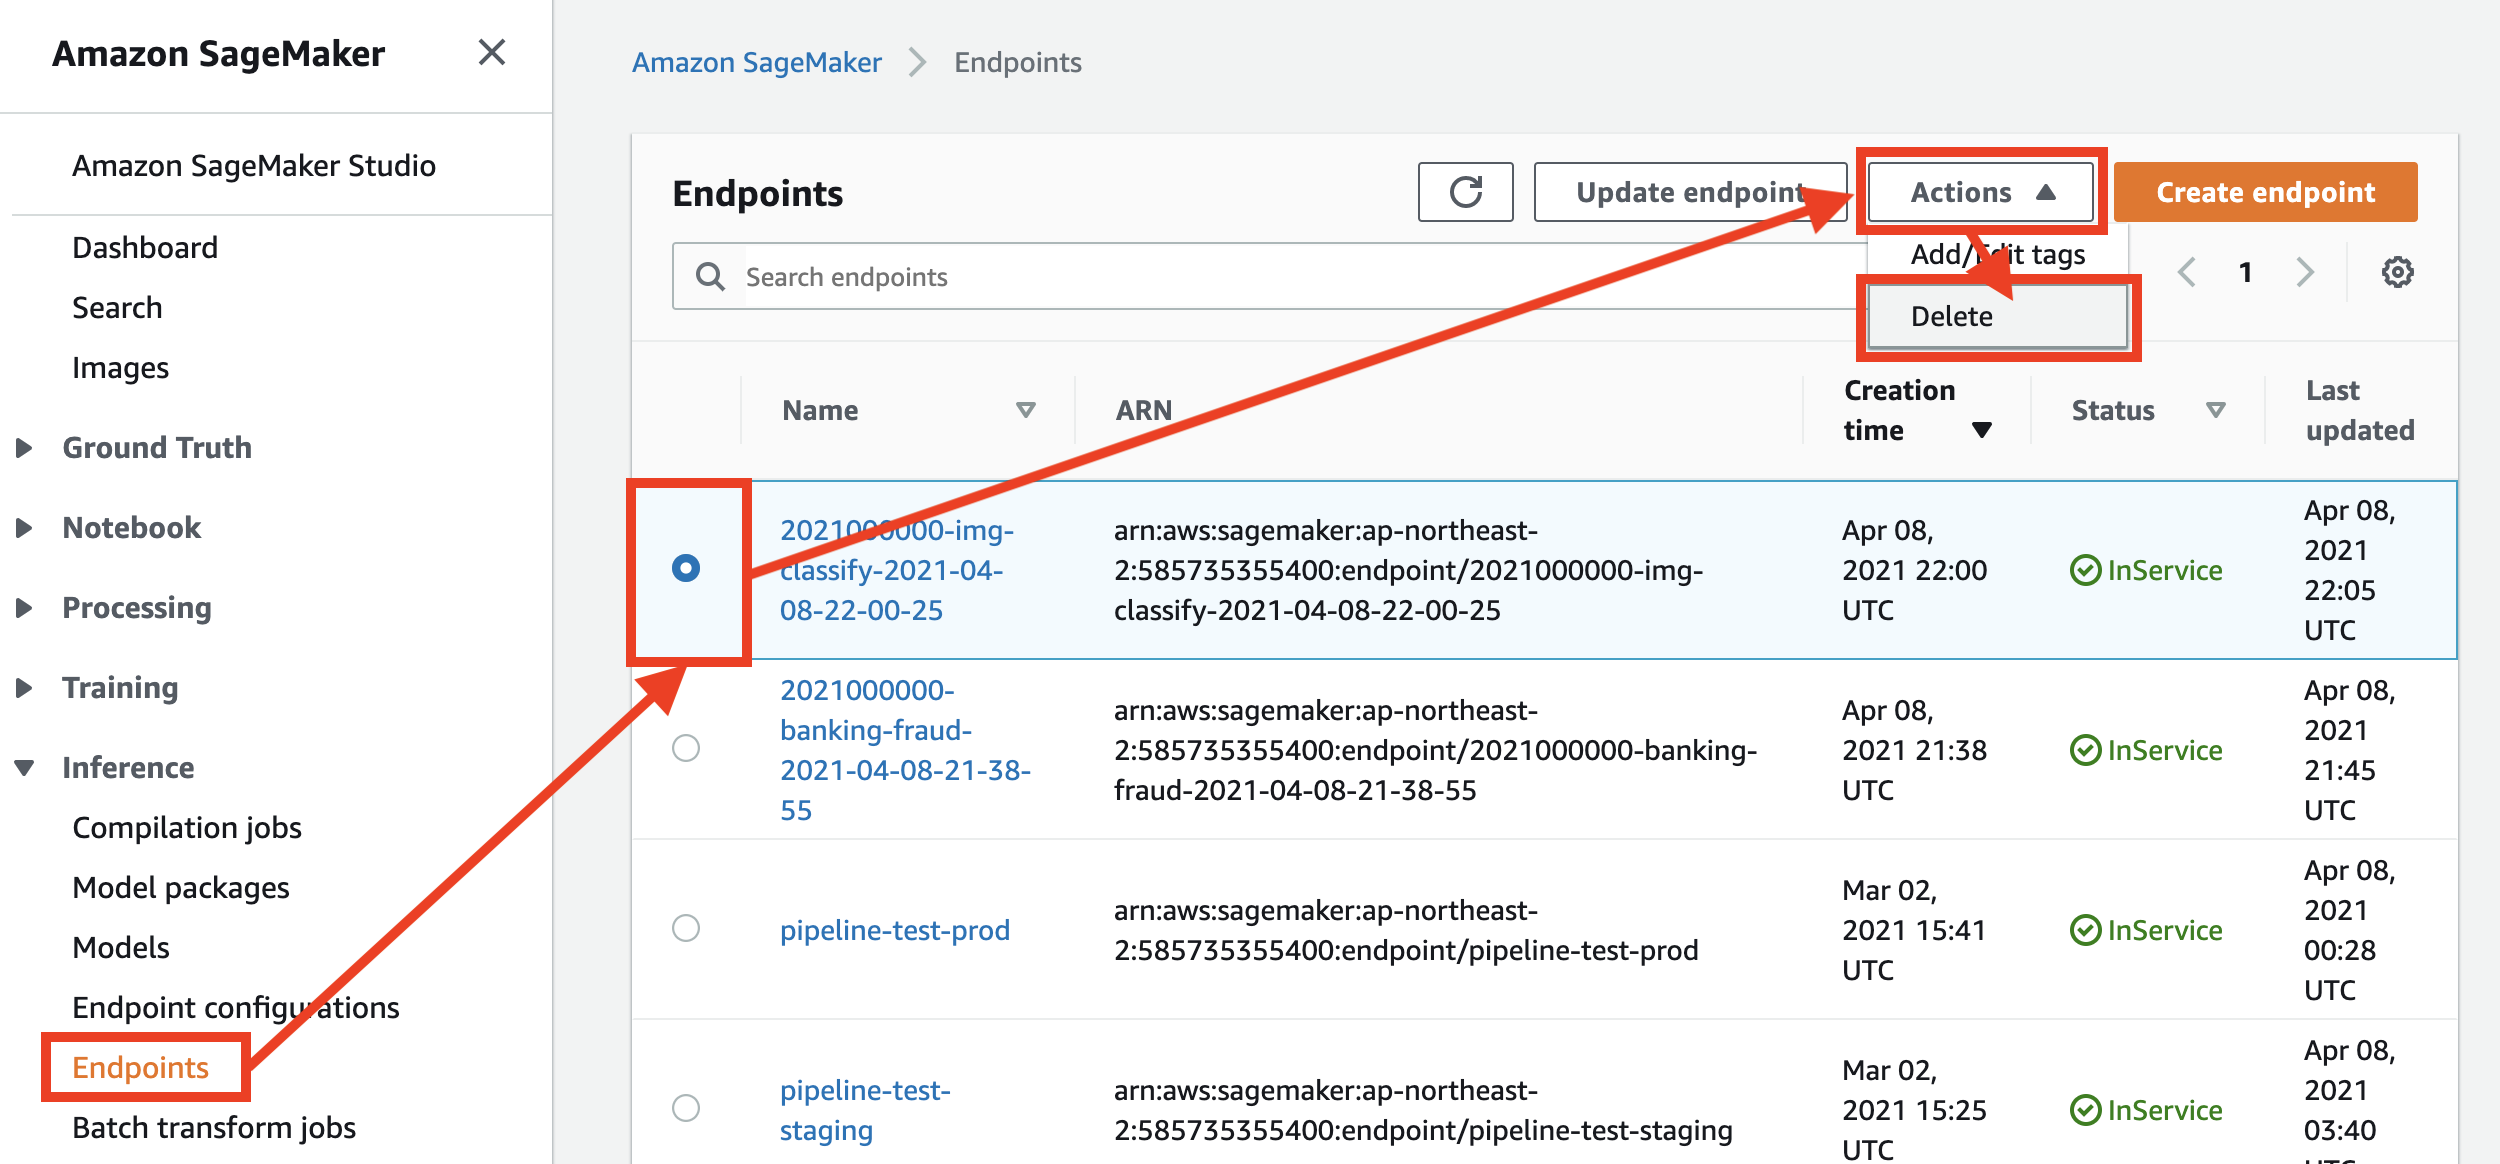 Amazon SageMaker
Amazon SageMaker Studio
Dashboard
Search
Images
Ground Truth
Notebook
Processing
Training
Inference
Compilation jobs
Model packages
Models
Endpoint configurations
Endpoints
Batch transform jobs
Amazon SageMaker > Endpoints
Endpoints
Update endpoint
Actions
Create endpoint
Add/Edit tags
Delete
Search endpoints
1
Name
ARN
Creation
time
Status
Last
updated
2021000000-img-
classify-2021-04-
08-22-00-25
arn:aws:sagemaker:ap-northeast-
2:585735355400:endpoint/2021000000-img-
classify-2021-04-08-22-00-25
Apr 08,
2021 22:00
UTC
InService
Apr 08,
2021
22:05
UTC
2021000000-
banking-fraud-
2021-04-08-21-38-
55
arn:aws:sagemaker:ap-northeast-
2:585735355400:endpoint/2021000000-banking-
fraud-2021-04-08-21-38-55
Apr 08,
2021 21:38
UTC
InService
Apr 08,
2021
21:45
UTC
pipeline-test-prod
arn:aws:sagemaker:ap-northeast-
2:585735355400:endpoint/pipeline-test-prod
Mar 02,
2021 15:41
UTC
InService
Apr 08,
2021
00:28
UTC
pipeline-test-
staging
arn:aws:sagemaker:ap-northeast-
2:585735355400:endpoint/pipeline-test-staging
Mar 02,
2021 15:25
UTC
InService
Apr 08,
2021
03:40